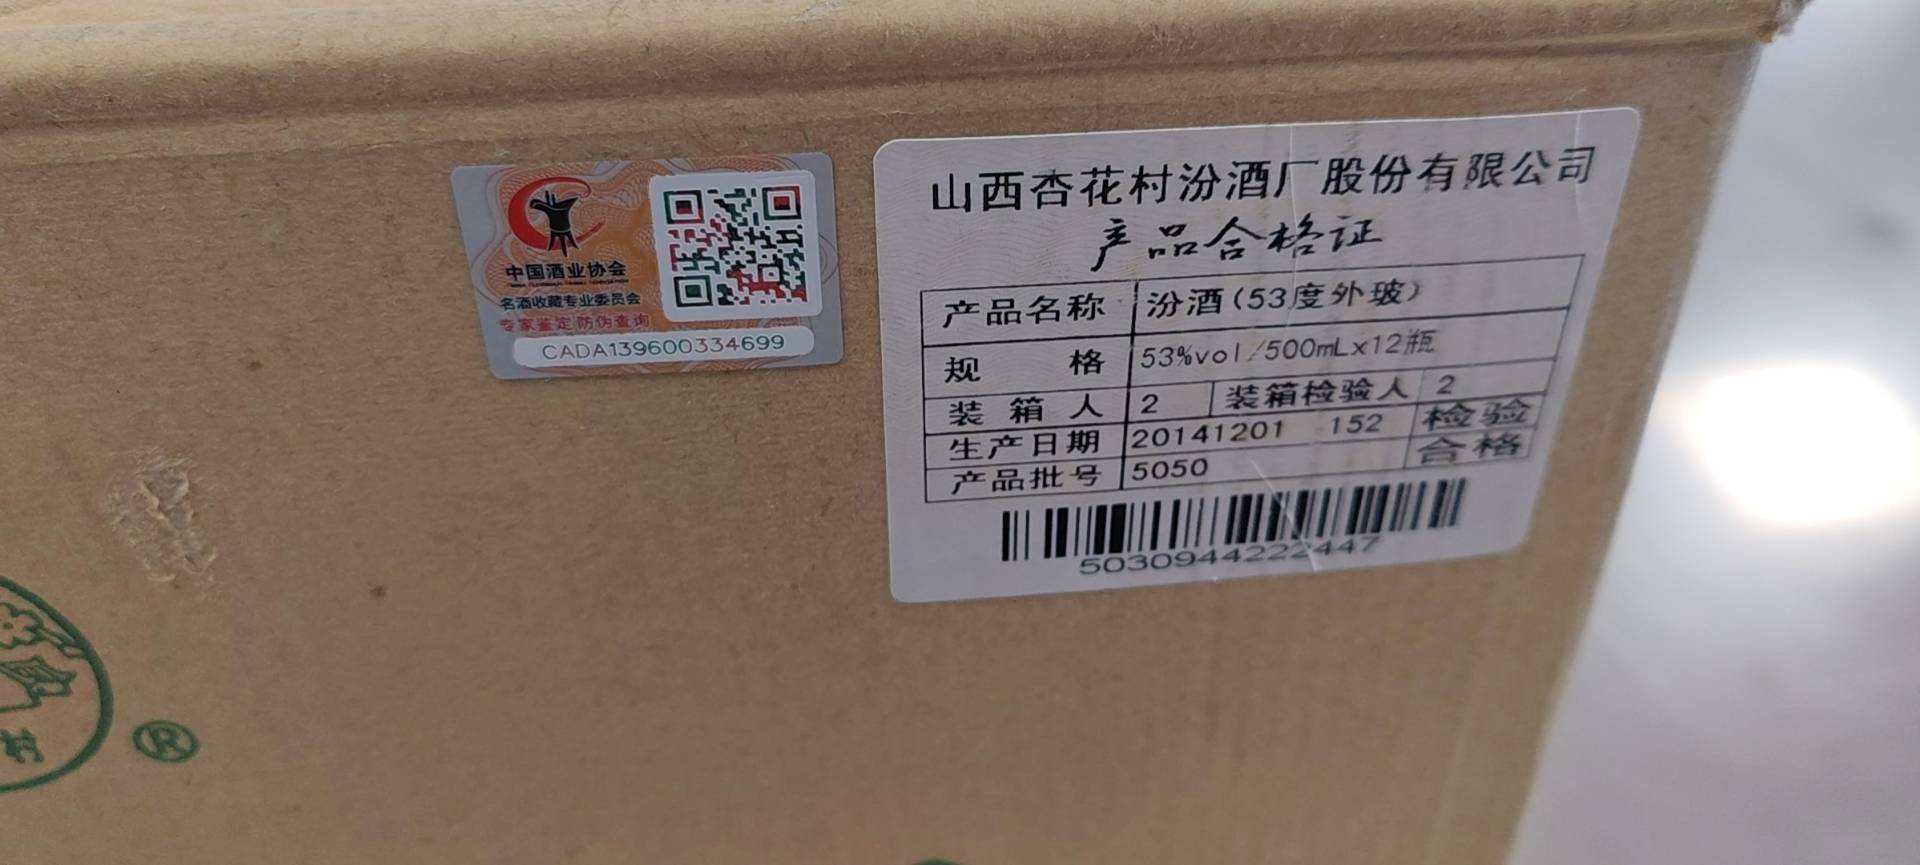 中国酒业协会
名酒收藏专业委员会
专家鉴定 防伪查询
CADA139600334699
山西杏花村汾酒厂股份有限公司
产品合格证
产品名称 汾酒(53度外玻)
规 格 53%vol/500mLx12瓶
装 箱 人 2 装箱检验人 2
生产日期 20141201 152 检验
产品批号 5050 合格
5030944222447
®